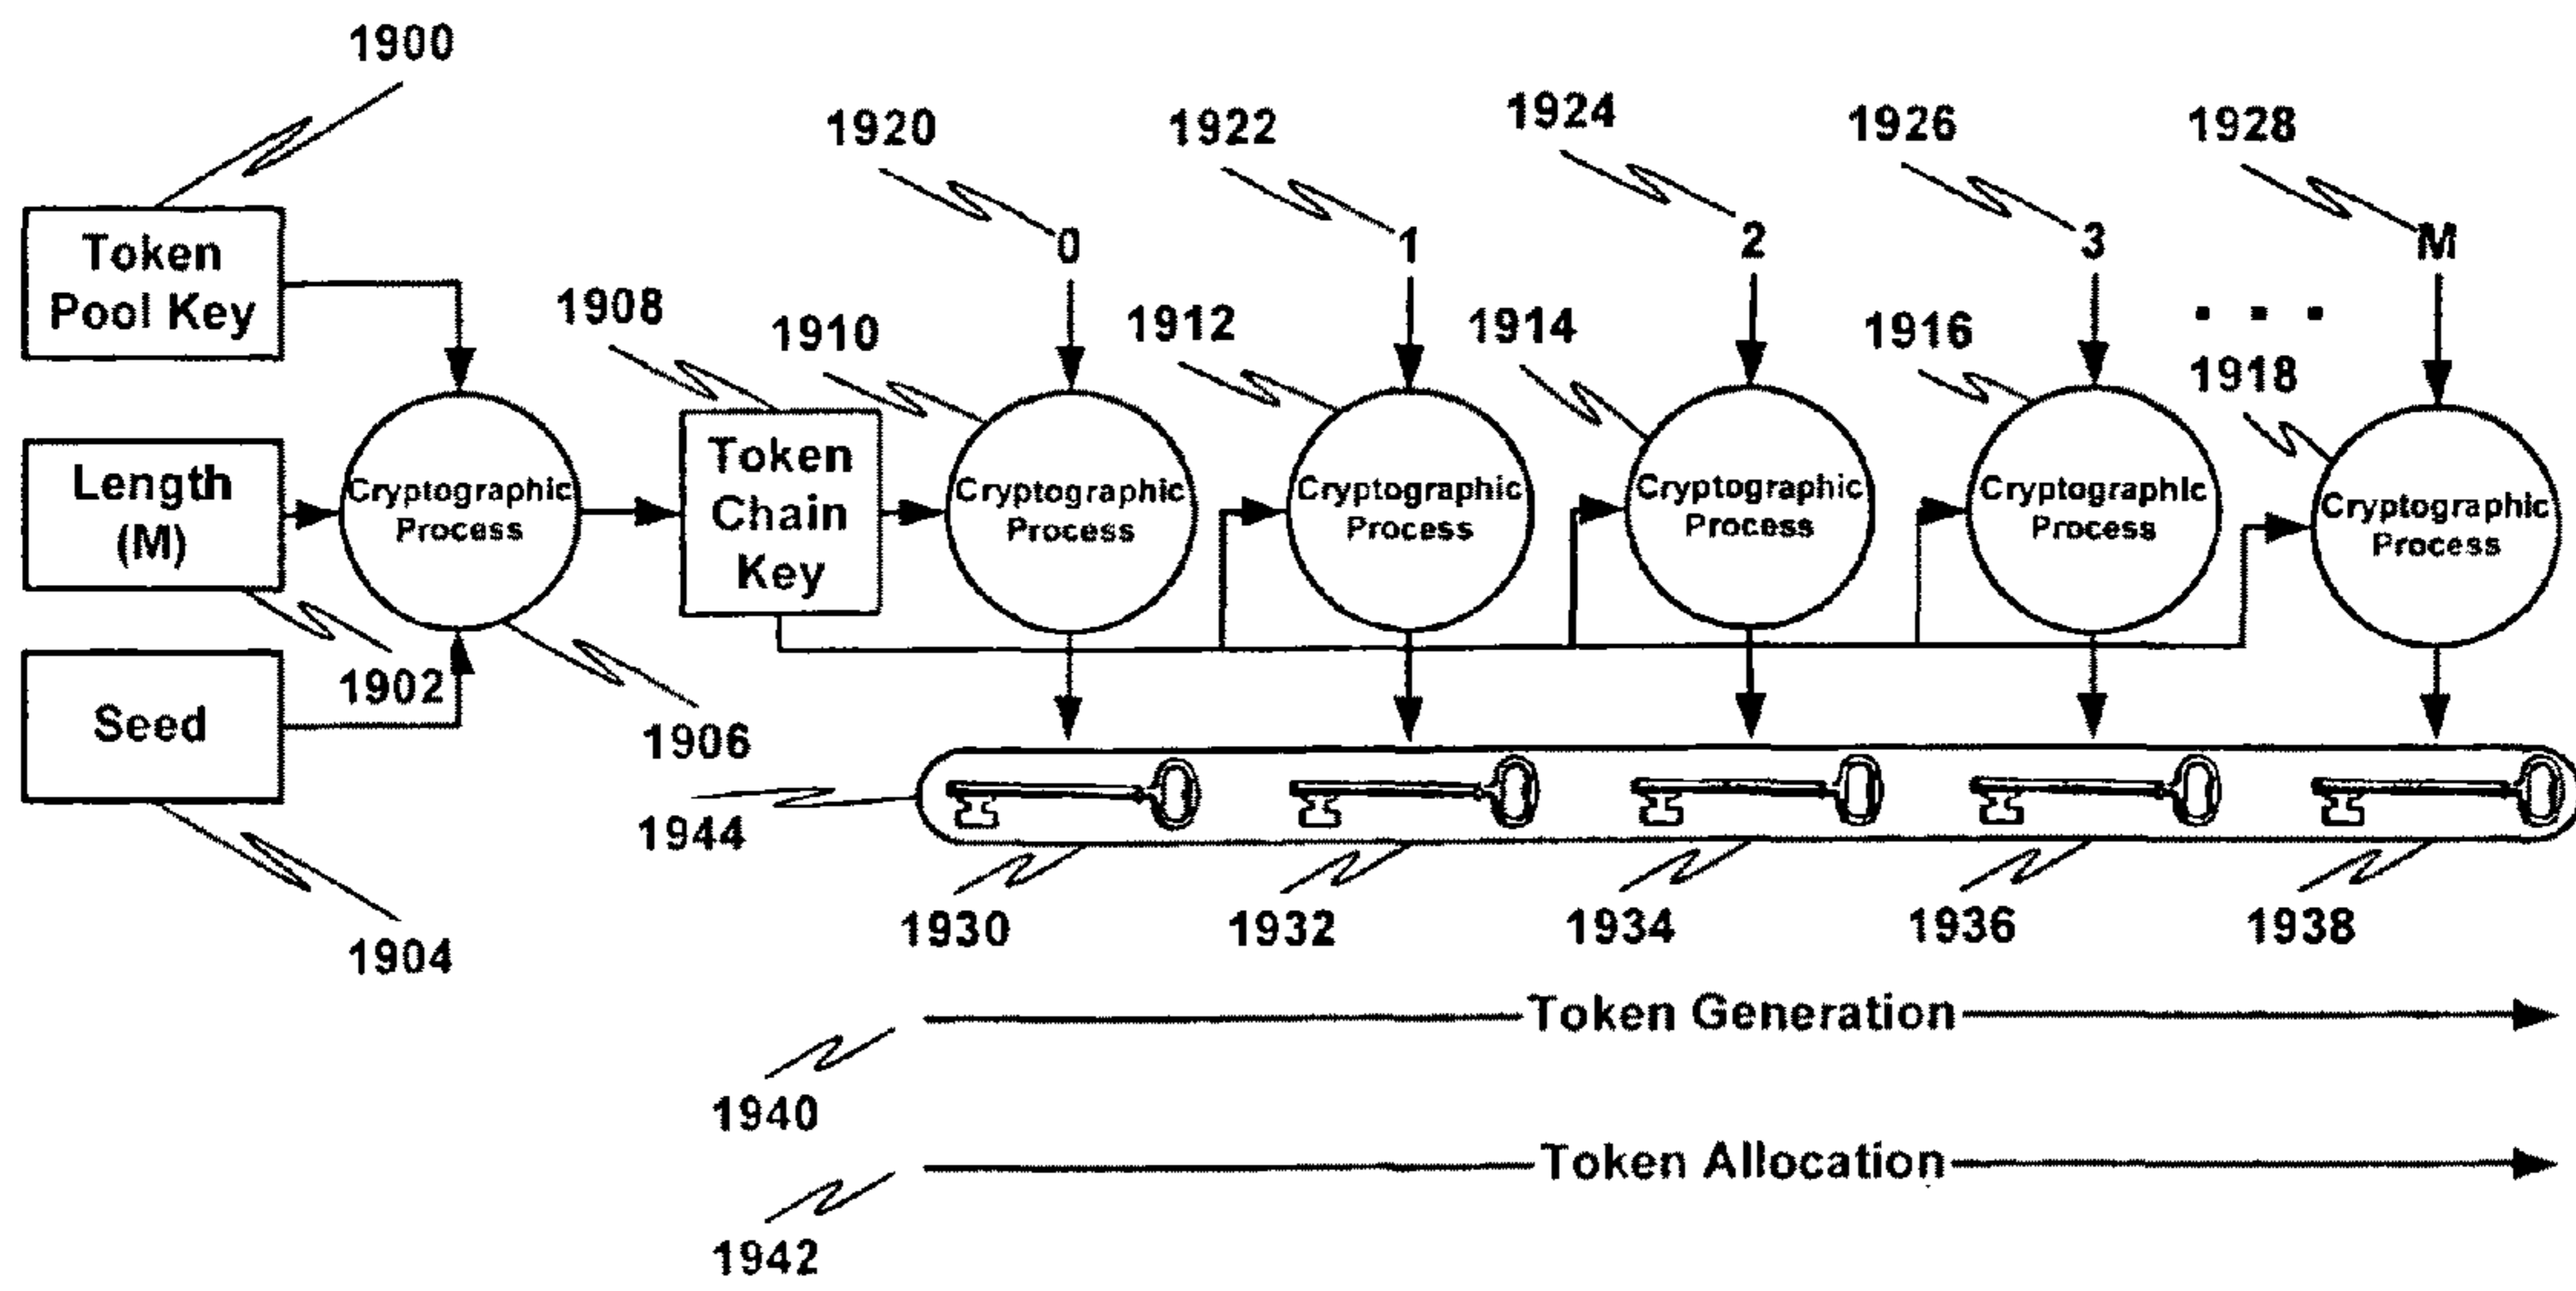 1900
1920
1922
1924
1926
1928
Token
Pool Key
0
1
2
3
M
1908
1910
1912
1914
1916
. . .
1918
Length
(M)
Cryptographic
Process
Token
Chain
Key
Cryptographic
Process
Cryptographic
Process
Cryptographic
Process
Cryptographic
Process
Cryptographic
Process
1902
Seed
1906
1944
1904
1930
1932
1934
1936
1938
Token Generation
1940
Token Allocation
1942